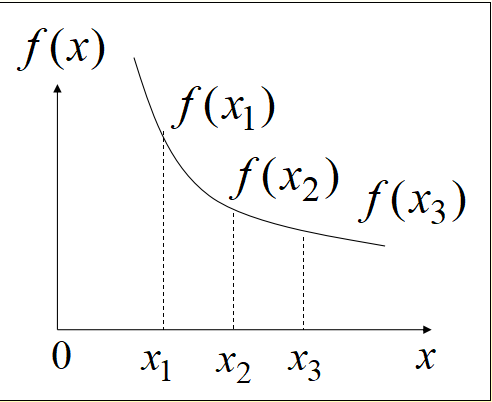 f(x)
f(x₁)
f(x₂)
f(x₃)
0 x₁ x₂ x₃ x